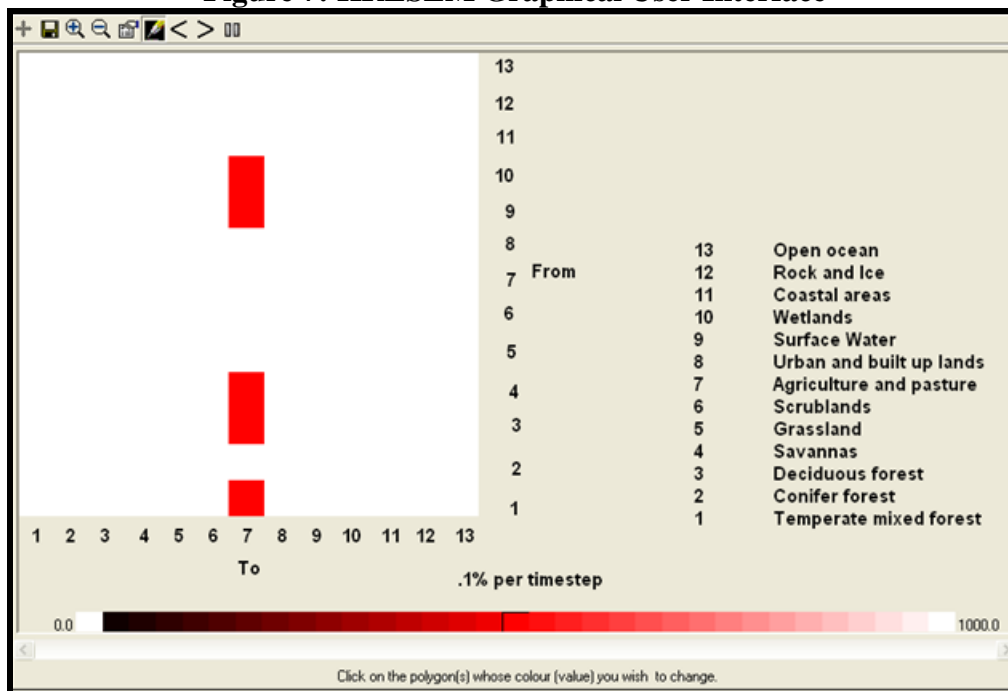 Graphical User Interface
13
12
11
10
9
8
7
6
5
4
3
2
1
From
13 Open ocean
12 Rock and Ice
11 Coastal areas
10 Wetlands
9 Surface Water
8 Urban and built up lands
7 Agriculture and pasture
6 Scrublands
5 Grassland
4 Savannas
3 Deciduous forest
2 Conifer forest
1 Temperate mixed forest
1 2 3 4 5 6 7 8 9 10 11 12 13
To
.1% per timestep
0.0 1000.0
Click on the polygon(s) whose colour (value) you wish to change.